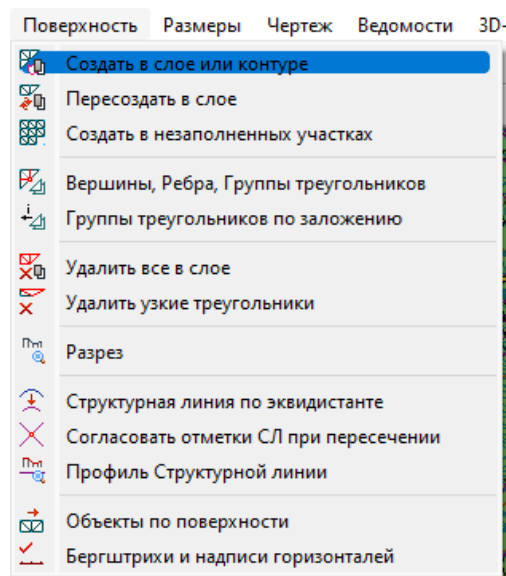 Поверхность Размеры Чертеж Ведомости 3D-
Создать в слое или контуре
Пересоздать в слое
Создать в незаполненных участках
Вершины, Ребра, Группы треугольников
Группы треугольников по заложению
Удалить все в слое
Удалить узкие треугольники
Разрез
Структурная линия по эквидистанте
Согласовать отметки СЛ при пересечении
Профиль Структурной линии
Объекты по поверхности
Бергштрихи и надписи горизонталей